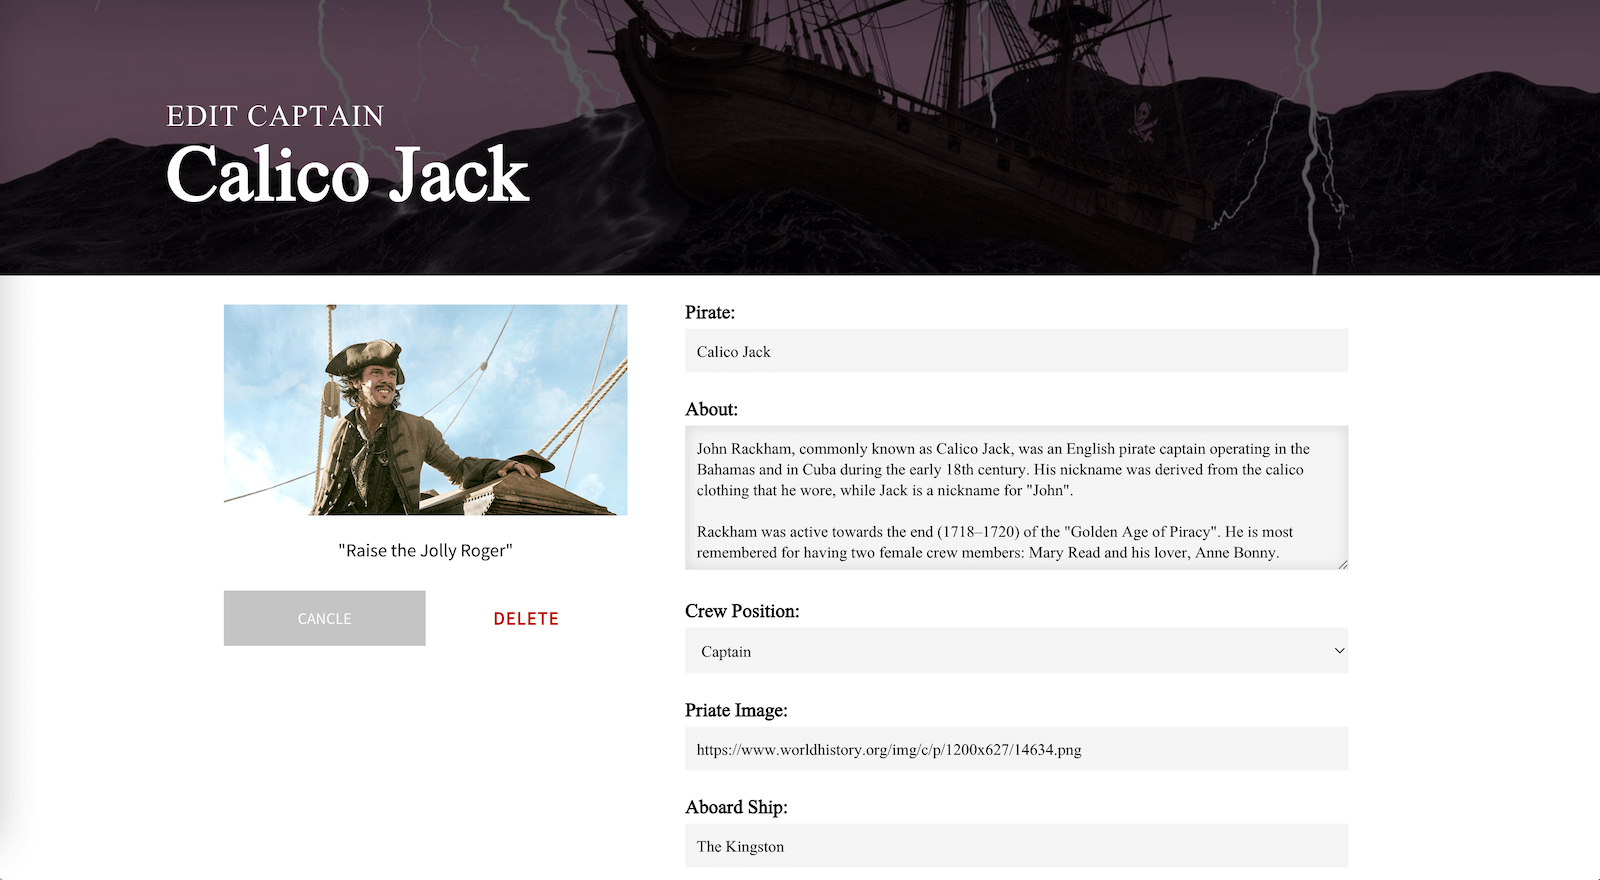 EDIT CAPTAIN
Calico Jack
"Raise the Jolly Roger"
CANCLE
DELETE
Pirate:
Calico Jack
About:
John Rackham, commonly known as Calico Jack, was an English pirate captain operating in the
Bahamas and in Cuba during the early 18th century. His nickname was derived from the calico
clothing that he wore, while Jack is a nickname for "John".
Rackham was active towards the end (1718–1720) of the "Golden Age of Piracy". He is most
remembered for having two female crew members: Mary Read and his lover, Anne Bonny.
Crew Position:
Captain
Priate Image:
https://www.worldhistory.org/img/c/p/1200x627/14634.png
Aboard Ship:
The Kingston